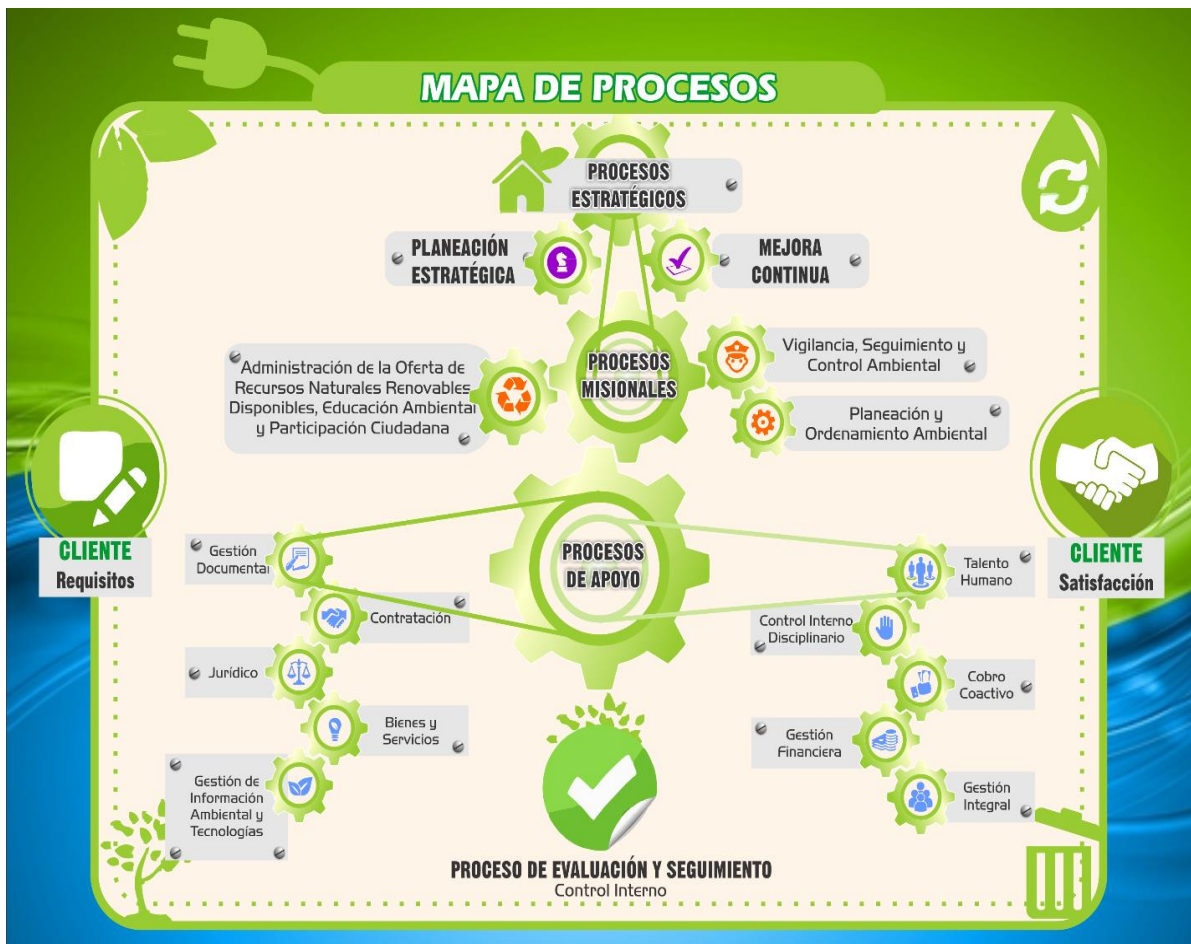 MAPA DE PROCESOS
PROCESOS
ESTRATÉGICOS
PLANEACIÓN
ESTRATÉGICA
MEJORA
CONTINUA
PROCESOS
MISIONALES
Administración de la Oferta de
Recursos Naturales Renovables
Disponibles, Educación Ambiental
y Participación Ciudadana
Vigilancia, Seguimiento y
Control Ambiental
Planeación y
Ordenamiento Ambiental
CLIENTE
Requisitos
CLIENTE
Satisfacción
PROCESOS
DE APOYO
Gestión
Documental
Contratación
Jurídico
Bienes y
Servicios
Gestión de
Información
Ambiental y
Tecnologías
Talento
Humano
Control Interno
Disciplinario
Cobro
Coactivo
Gestión
Financiera
Gestión
Integral
PROCESO DE EVALUACIÓN Y SEGUIMIENTO
Control Interno